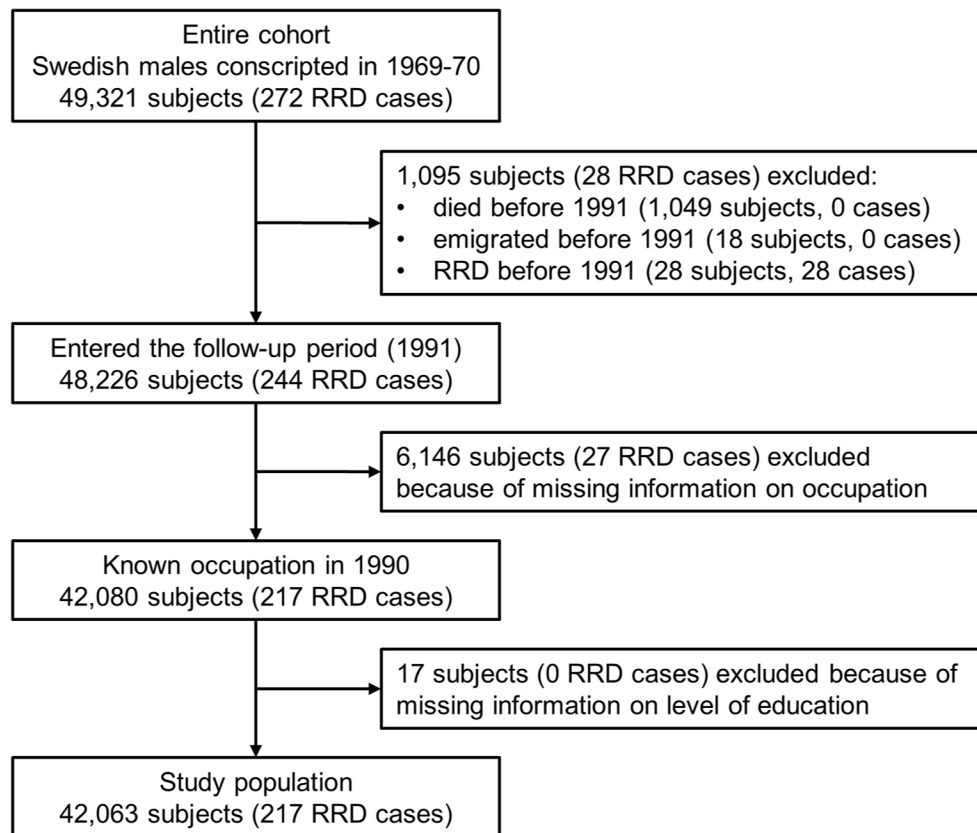 Entire cohort
Swedish males conscripted in 1969-70
49,321 subjects (272 RRD cases)
1,095 subjects (28 RRD cases) excluded:
• died before 1991 (1,049 subjects, 0 cases)
• emigrated before 1991 (18 subjects, 0 cases)
• RRD before 1991 (28 subjects, 28 cases)
Entered the follow-up period (1991)
48,226 subjects (244 RRD cases)
6,146 subjects (27 RRD cases) excluded
because of missing information on occupation
Known occupation in 1990
42,080 subjects (217 RRD cases)
17 subjects (0 RRD cases) excluded because of
missing information on level of education
Study population
42,063 subjects (217 RRD cases)